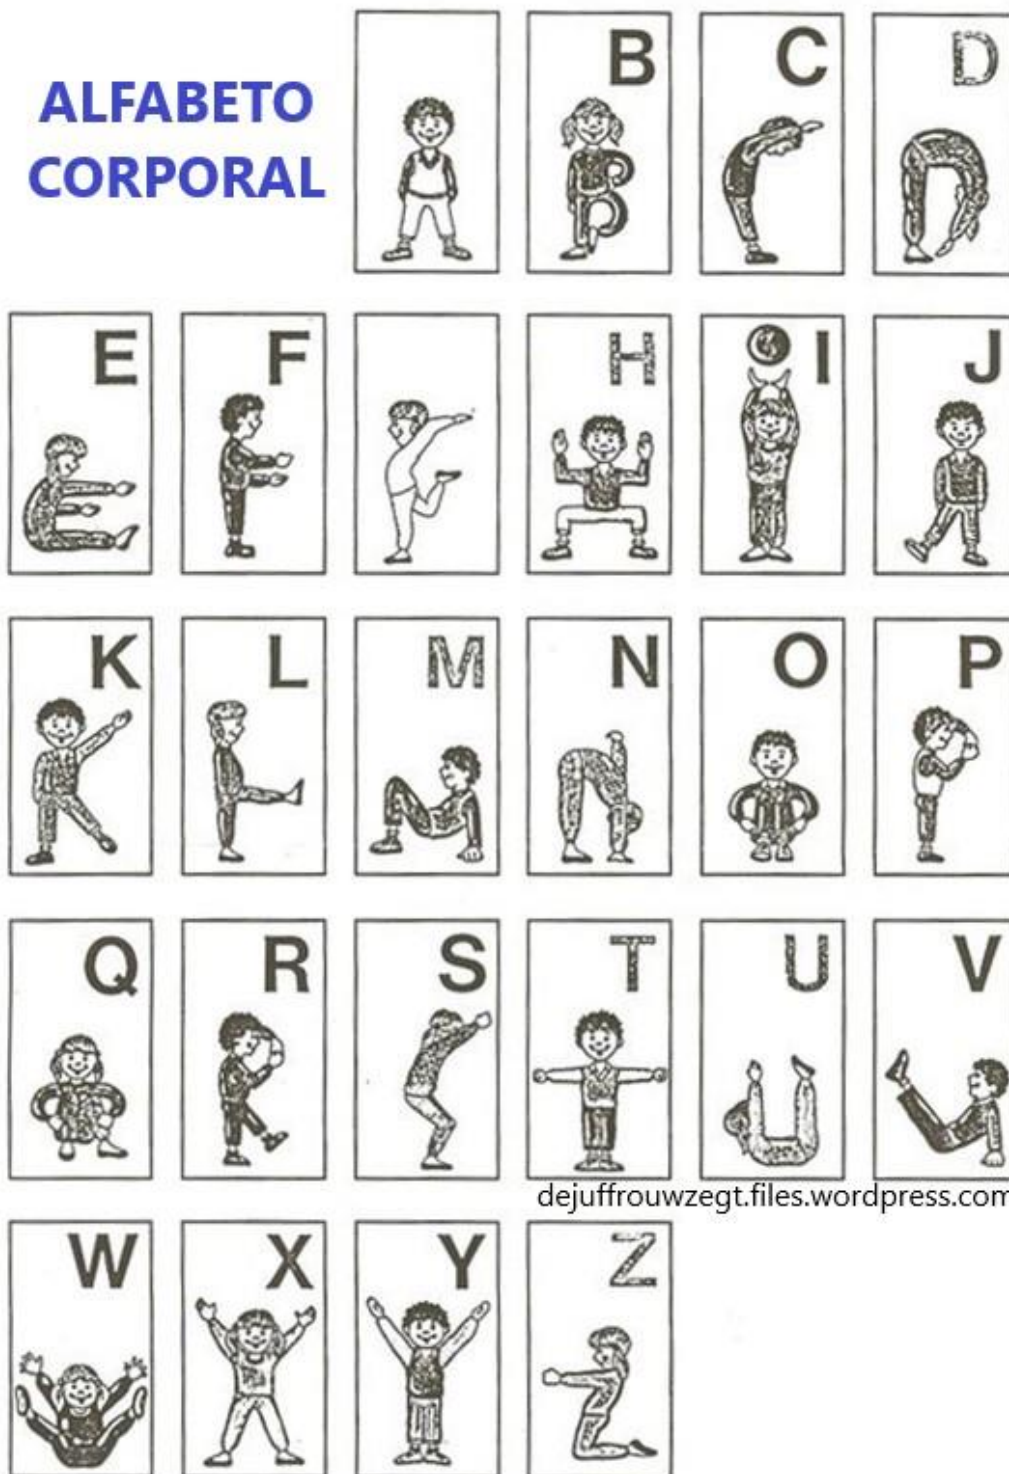 ALFABETO
CORPORAL
B C D
E F H I J
K L M N O P
Q R S T U V
dejuffrouwzegt.files.wordpress.com
W X Y Z